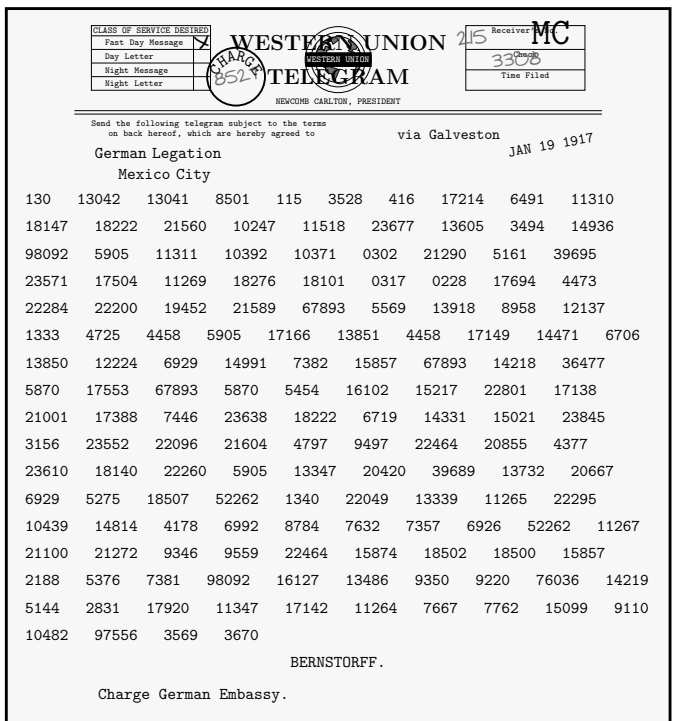 CLASS OF SERVICE DESIRED
Fast Day Message X
Day Letter
Night Message
Night Letter
CHARGE
852
WESTERN UNION
WESTERN UNION
TELEGRAM
NEWCOMB CARLTON, PRESIDENT
215 Receiver's No. MC
Check
3308
Time Filed
Send the following telegram subject to the terms
on back hereof, which are hereby agreed to
via Galveston
JAN 19 1917
German Legation
Mexico City
130 13042 13041 8501 115 3528 416 17214 6491 11310
18147 18222 21560 10247 11518 23677 13605 3494 14936
98092 5905 11311 10392 10371 0302 21290 5161 39695
23571 17504 11269 18276 18101 0317 0228 17694 4473
22284 22200 19452 21589 67893 5569 13918 8958 12137
1333 4725 4458 5905 17166 13851 4458 17149 14471 6706
13850 12224 6929 14991 7382 15857 67893 14218 36477
5870 17553 67893 5870 5454 16102 15217 22801 17138
21001 17388 7446 23638 18222 6719 14331 15021 23845
3156 23552 22096 21604 4797 9497 22464 20855 4377
23610 18140 22260 5905 13347 20420 39689 13732 20667
6929 5275 18507 52262 1340 22049 13339 11265 22295
10439 14814 4178 6992 8784 7632 7357 6926 52262 11267
21100 21272 9346 9559 22464 15874 18502 18500 15857
2188 5376 7381 98092 16127 13486 9350 9220 76036 14219
5144 2831 17920 11347 17142 11264 7667 7762 15099 9110
10482 97556 3569 3670
BERNSTORFF.
Charge German Embassy.